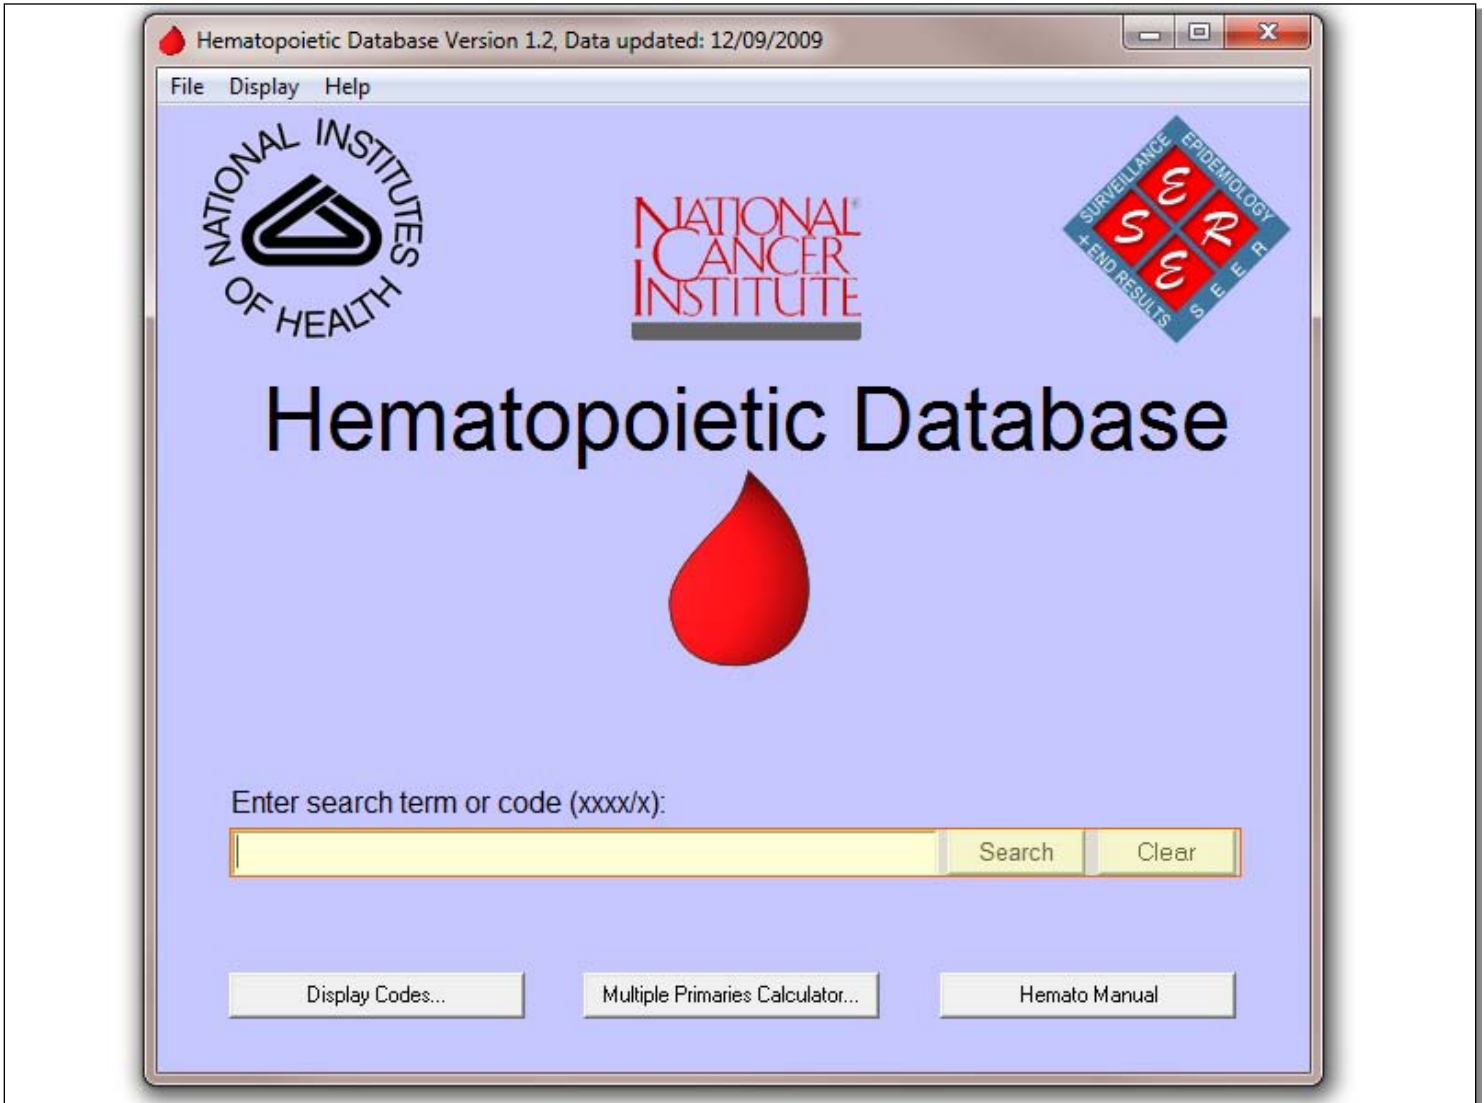 Hematopoietic Database Version 1.2, Data updated: 12/09/2009
File Display Help
NATIONAL INSTITUTES OF HEALTH
NATIONAL
CANCER
INSTITUTE
SURVEILLANCE EPIDEMIOLOGY + END RESULTS SEER
S E E R
Hematopoietic Database
Enter search term or code (xxxx/x):
Search Clear
Display Codes... Multiple Primaries Calculator... Hemato Manual